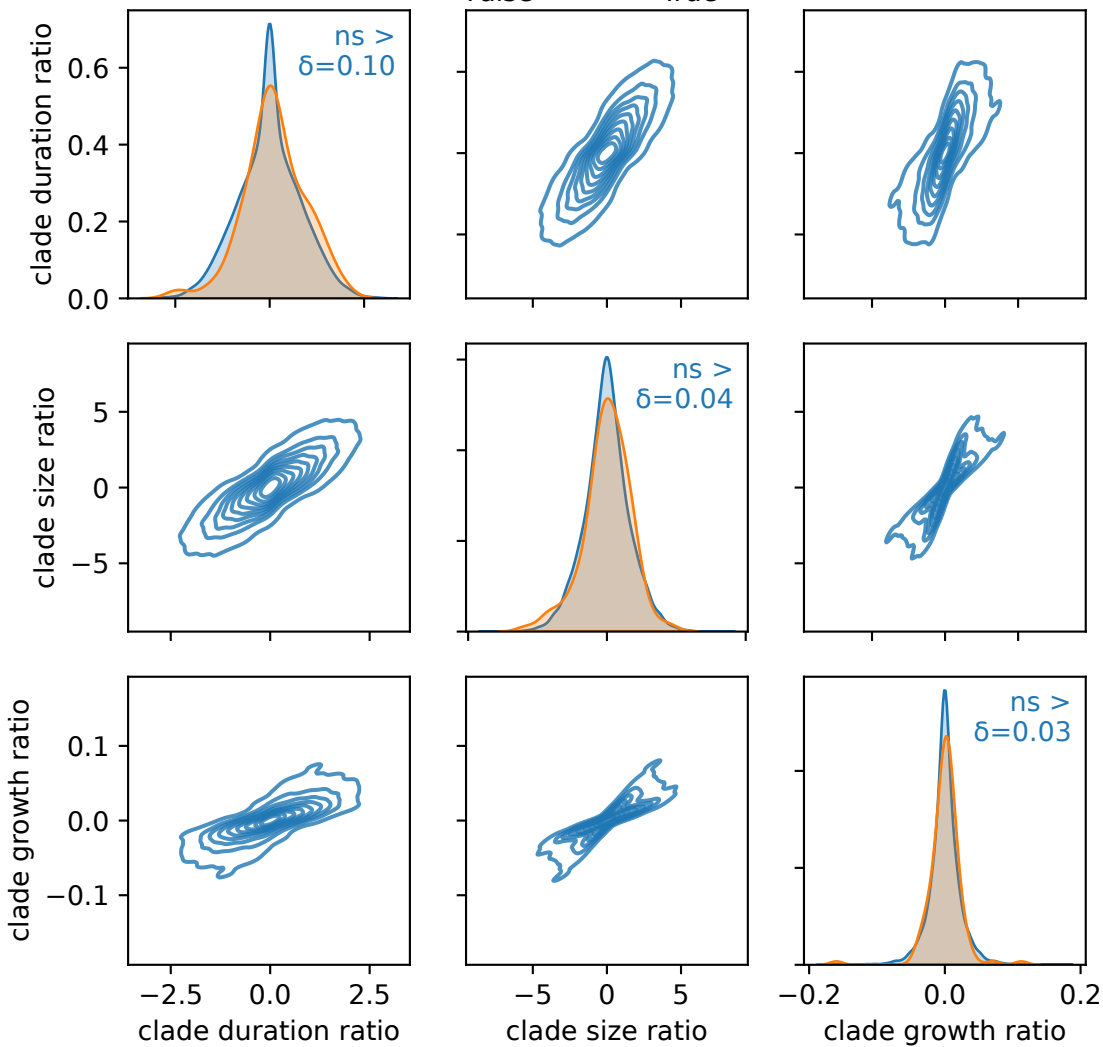 clade duration ratio
0.6
0.4
0.2
0.0
ns >
δ=0.10
clade size ratio
5
0
−5
ns >
δ=0.04
clade growth ratio
0.1
0.0
−0.1
ns >
δ=0.03
−2.5 0.0 2.5
−5 0 5
−0.2 0.0 0.2
clade duration ratio
clade size ratio
clade growth ratio